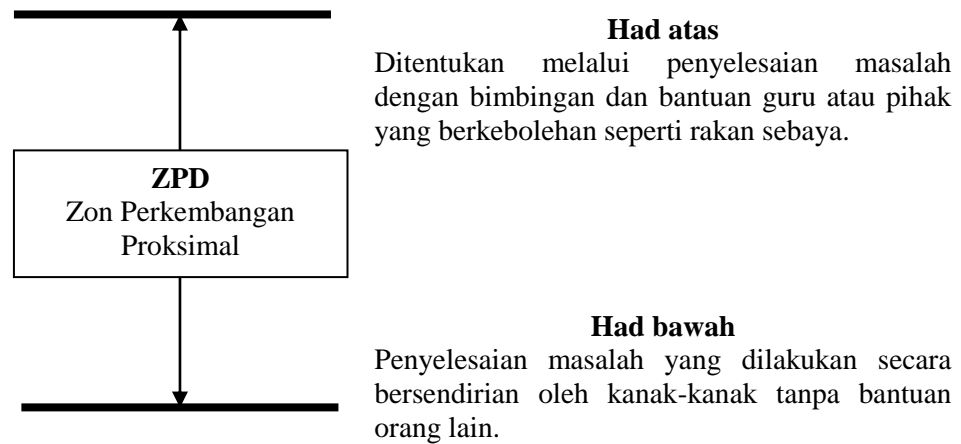 Had atas
Ditentukan melalui penyelesaian masalah
dengan bimbingan dan bantuan guru atau pihak
yang berkebolehan seperti rakan sebaya.
ZPD
Zon Perkembangan
Proksimal
Had bawah
Penyelesaian masalah yang dilakukan secara
bersendirian oleh kanak-kanak tanpa bantuan
orang lain.